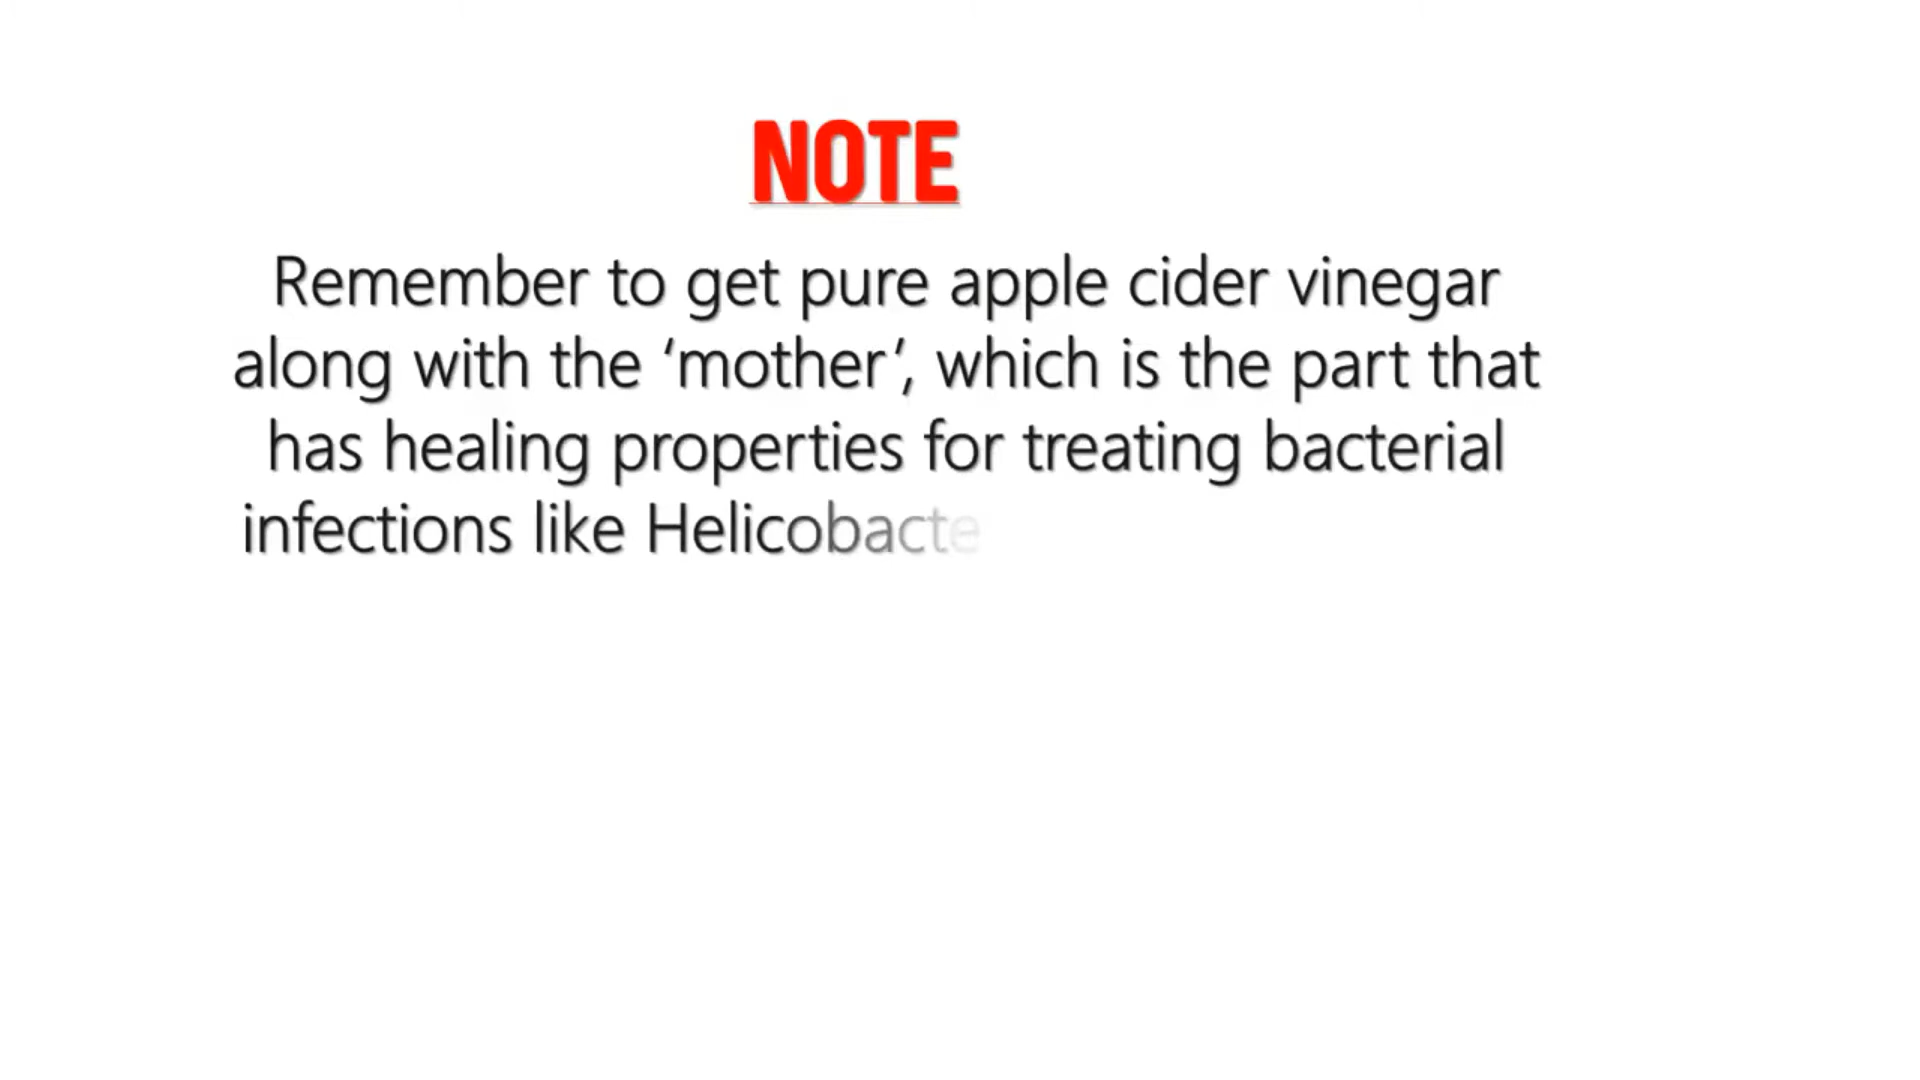 NOTE
Remember to get pure apple cider vinegar
along with the ‘mother’, which is the part that
has healing properties for treating bacterial
infections like Helicobacte